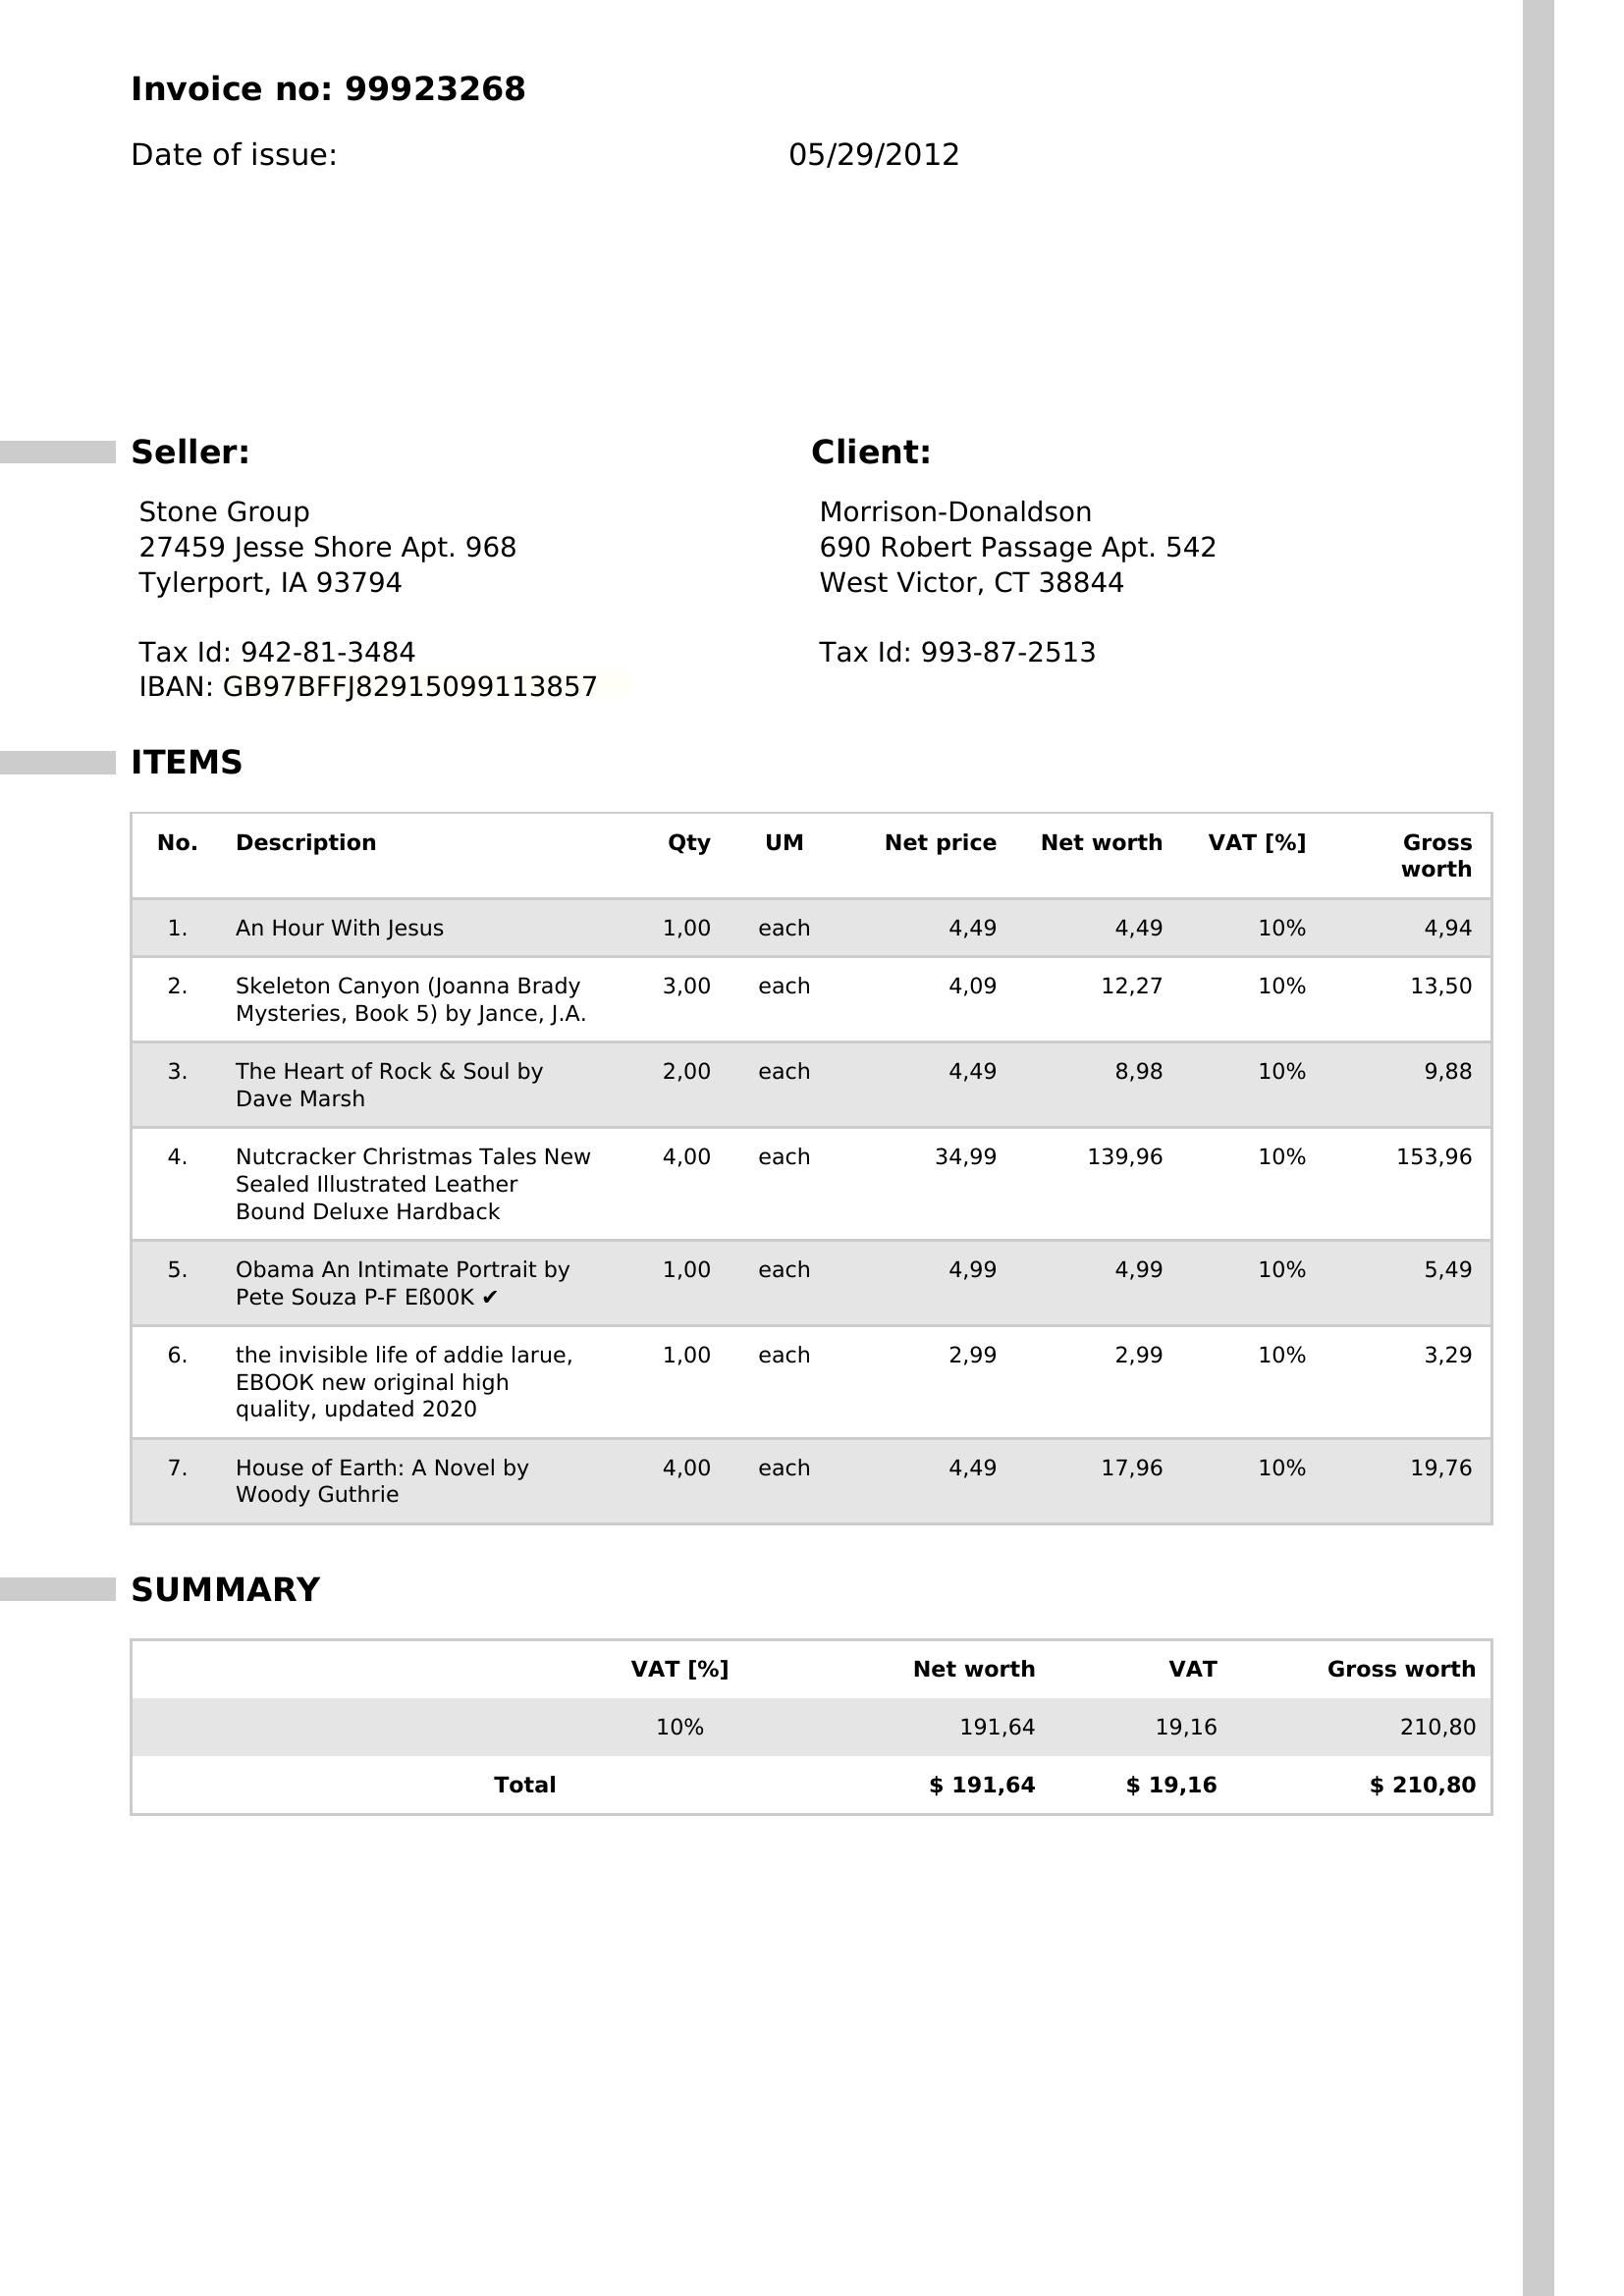 Invoice no: 99923268
Date of issue: 05/29/2012
Seller:
Stone Group
27459 Jesse Shore Apt. 968
Tylerport, IA 93794
Tax Id: 942-81-3484
IBAN: GB97BFFJ82915099113857
Client:
Morrison-Donaldson
690 Robert Passage Apt. 542
West Victor, CT 38844
Tax Id: 993-87-2513
ITEMS
No. Description Qty UM Net price Net worth VAT [%] Gross
worth
1. An Hour With Jesus 1,00 each 4,49 4,49 10% 4,94
2. Skeleton Canyon (Joanna Brady 3,00 each 4,09 12,27 10% 13,50
Mysteries, Book 5) by Jance, J.A.
3. The Heart of Rock & Soul by 2,00 each 4,49 8,98 10% 9,88
Dave Marsh
4. Nutcracker Christmas Tales New 4,00 each 34,99 139,96 10% 153,96
Sealed Illustrated Leather
Bound Deluxe Hardback
5. Obama An Intimate Portrait by 1,00 each 4,99 4,99 10% 5,49
Pete Souza P-F Eß00K ✔
6. the invisible life of addie larue, 1,00 each 2,99 2,99 10% 3,29
EBOOK new original high
quality, updated 2020
7. House of Earth: A Novel by 4,00 each 4,49 17,96 10% 19,76
Woody Guthrie
SUMMARY
VAT [%] Net worth VAT Gross worth
10% 191,64 19,16 210,80
Total $ 191,64 $ 19,16 $ 210,80